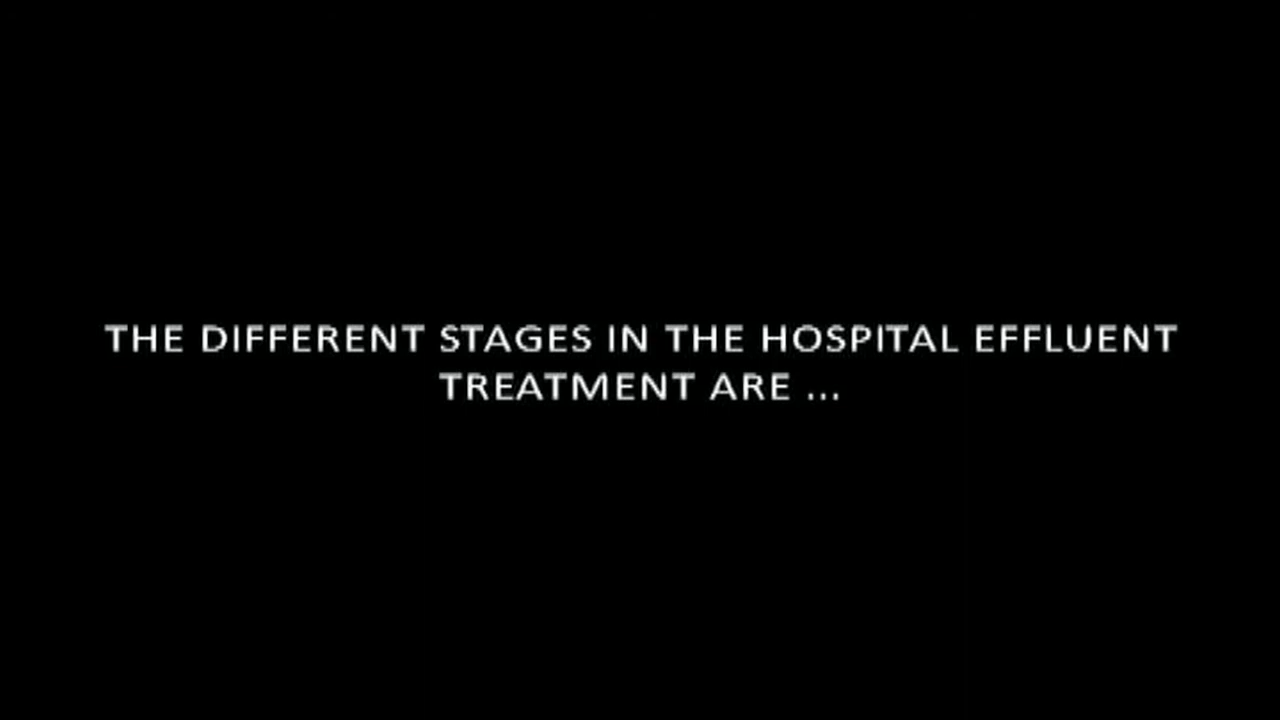 THE DIFFERENT STAGES IN THE HOSPITAL EFFLUENT
TREATMENT ARE ...